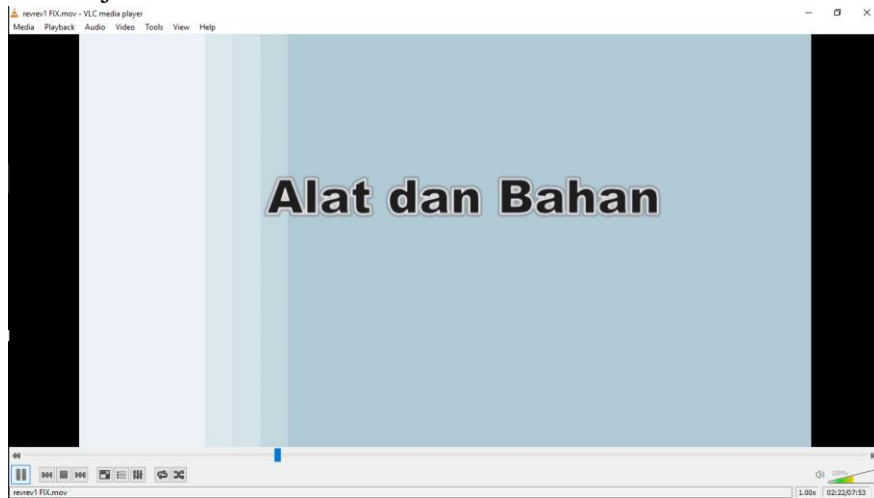 revrev1 FIX.mov - VLC media player
Media Playback Audio Video Tools View Help
Alat dan Bahan
100%
revrev1 FIX.mov 1.00x 02:22/07:53